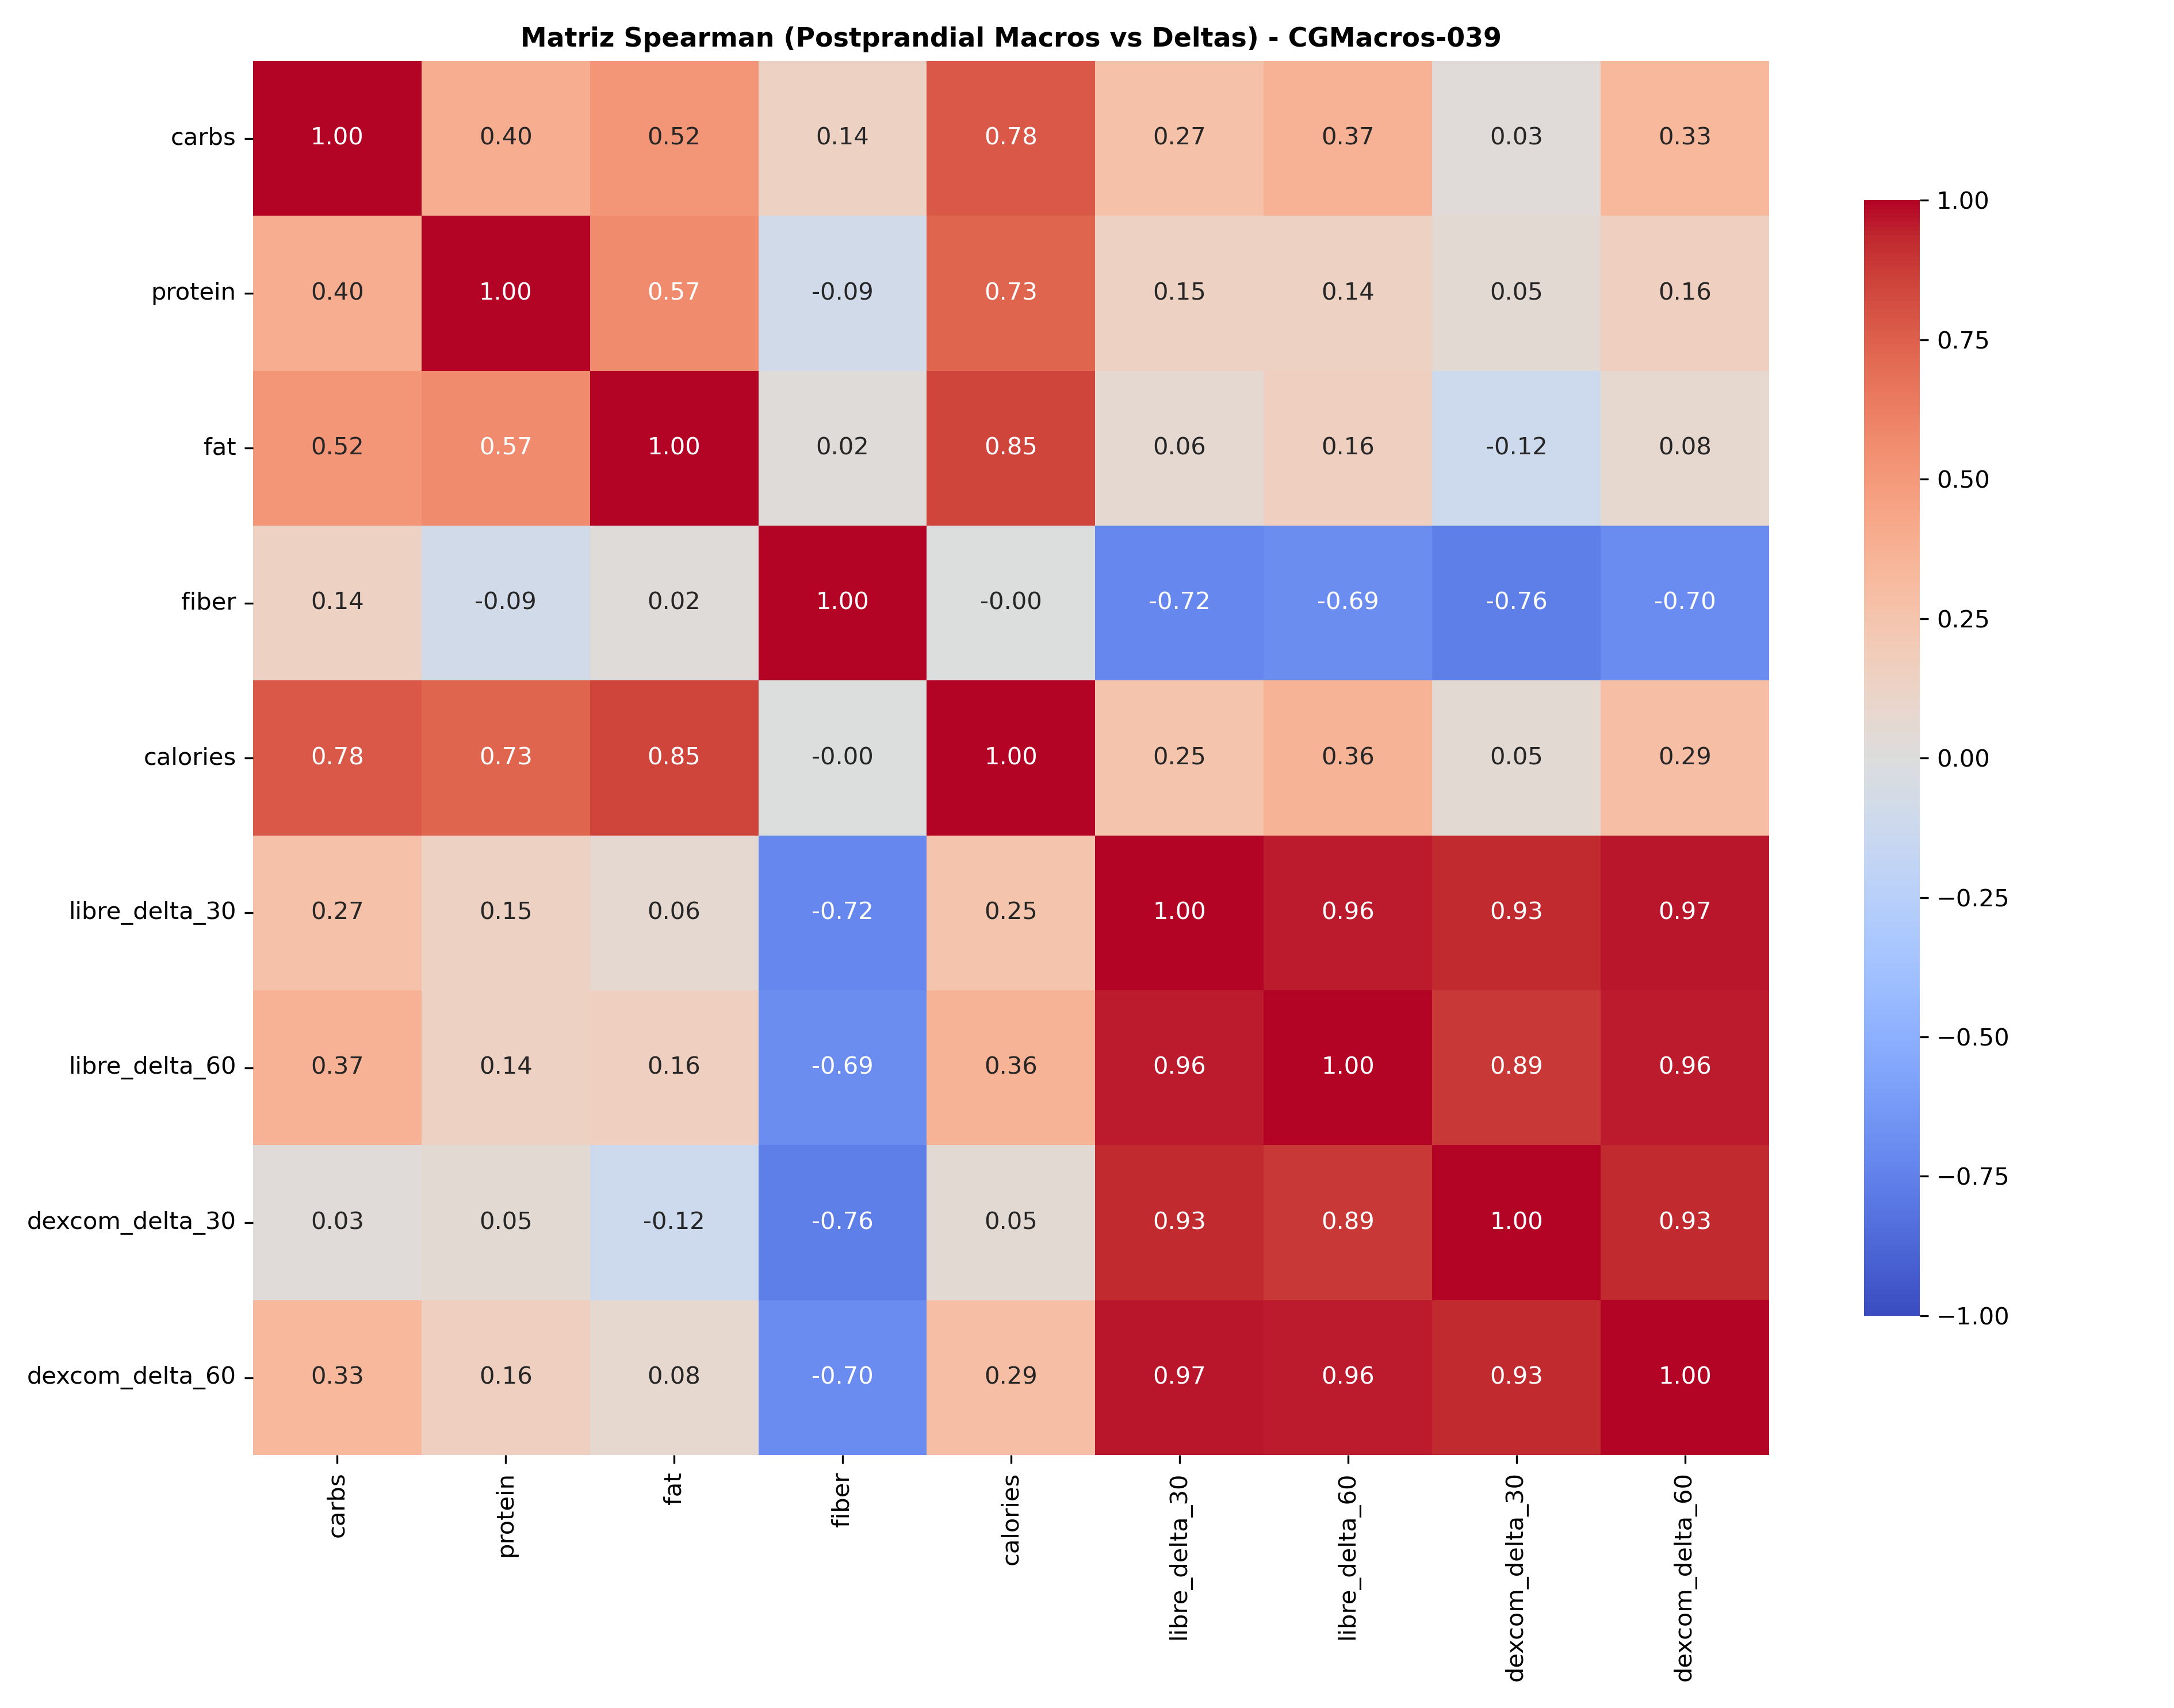 Matriz Spearman (Postprandial Macros vs Deltas) - CGMacros-039
carbs 1.00 0.40 0.52 0.14 0.78 0.27 0.37 0.03 0.33
protein 0.40 1.00 0.57 -0.09 0.73 0.15 0.14 0.05 0.16
fat 0.52 0.57 1.00 0.02 0.85 0.06 0.16 -0.12 0.08
fiber 0.14 -0.09 0.02 1.00 -0.00 -0.72 -0.69 -0.76 -0.70
calories 0.78 0.73 0.85 -0.00 1.00 0.25 0.36 0.05 0.29
libre_delta_30 0.27 0.15 0.06 -0.72 0.25 1.00 0.96 0.93 0.97
libre_delta_60 0.37 0.14 0.16 -0.69 0.36 0.96 1.00 0.89 0.96
dexcom_delta_30 0.03 0.05 -0.12 -0.76 0.05 0.93 0.89 1.00 0.93
dexcom_delta_60 0.33 0.16 0.08 -0.70 0.29 0.97 0.96 0.93 1.00
carbs protein fat fiber calories libre_delta_30 libre_delta_60 dexcom_delta_30 dexcom_delta_60
1.00
0.75
0.50
0.25
0.00
−0.25
−0.50
−0.75
−1.00